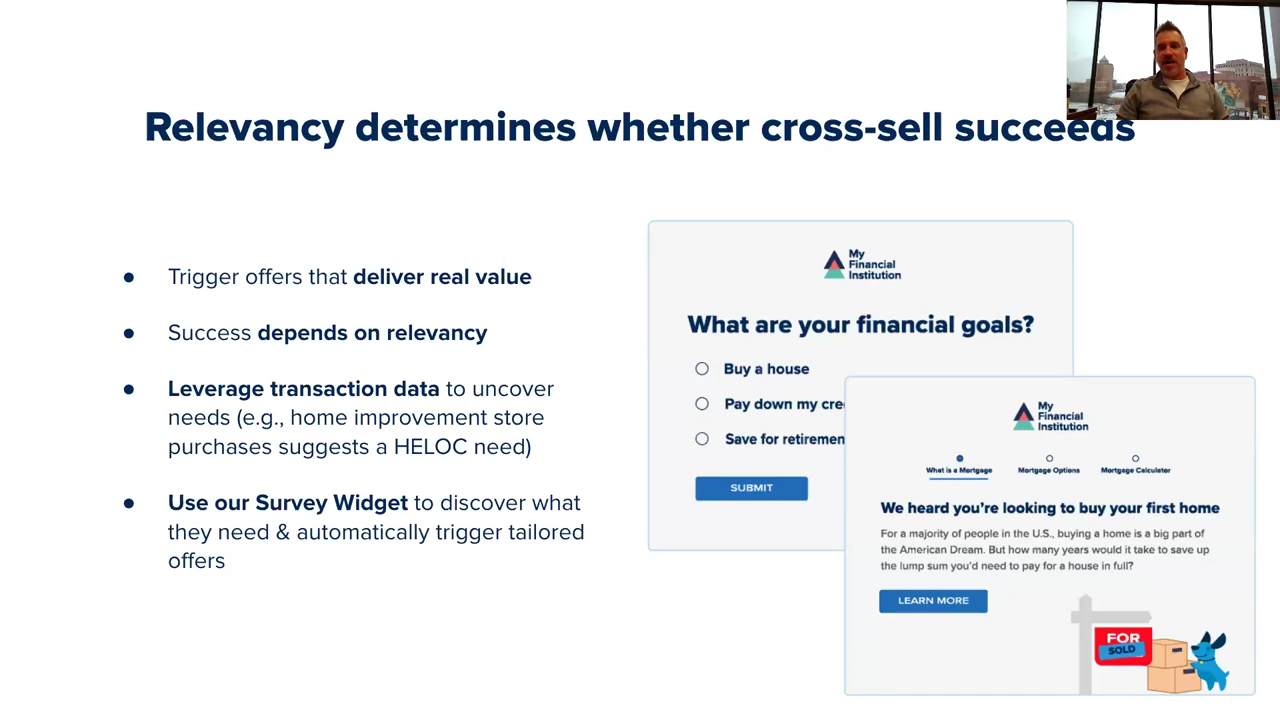 Relevancy determines whether cross-sell succeeds
● Trigger offers that deliver real value
● Success depends on relevancy
● Leverage transaction data to uncover
needs (e.g., home improvement store
purchases suggests a HELOC need)
● Use our Survey Widget to discover what
they need & automatically trigger tailored
offers
My
Financial
Institution
What are your financial goals?
Buy a house
Pay down my cre
Save for retiremen
SUBMIT
My
Financial
Institution
What is a Mortgage
Mortgage Options
Mortgage Calculator
We heard you're looking to buy your first home
For a majority of people in the U.S., buying a home is a big part of
the American Dream. But how many years would it take to save up
the lump sum you'd need to pay for a house in full?
LEARN MORE
FOR
SOLD